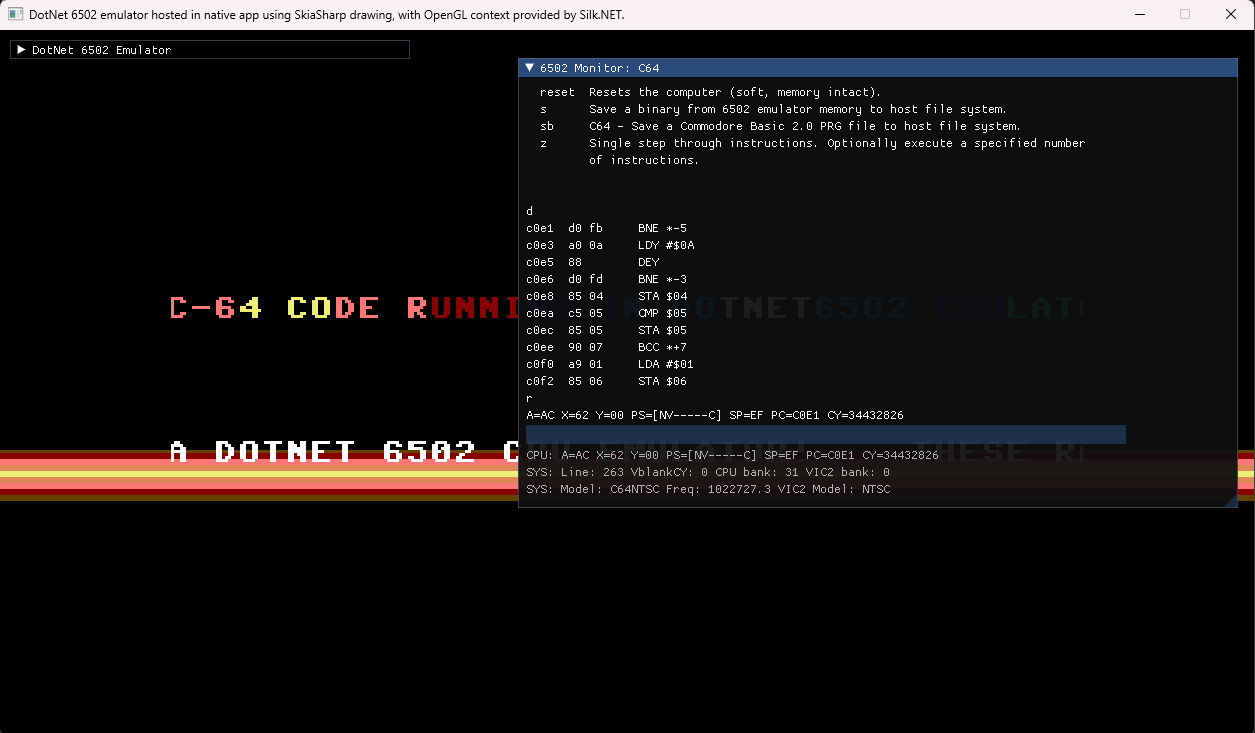 DotNet 6502 emulator hosted in native app using SkiaSharp drawing, with OpenGL context provided by Silk.NET.
▶ DotNet 6502 Emulator
▼ 6502 Monitor: C64
reset  Resets the computer (soft, memory intact).
s      Save a binary from 6502 emulator memory to host file system.
sb     C64 - Save a Commodore Basic 2.0 PRG file to host file system.
z      Single step through instructions. Optionally execute a specified number
of instructions.
d
c0e1  d0 fb     BNE *-5
c0e3  a0 0a     LDY #$0A
c0e5  88        DEY
c0e6  d0 fd     BNE *-3
c0e8  85 04     STA $04
c0ea  c5 05     CMP $05
c0ec  85 05     STA $05
c0ee  90 07     BCC *+7
c0f0  a9 01     LDA #$01
c0f2  85 06     STA $06
r
A=AC X=62 Y=00 PS=[NV-----C] SP=EF PC=C0E1 CY=34432826
CPU: A=AC X=62 Y=00 PS=[NV-----C] SP=EF PC=C0E1 CY=34432826
SYS: Line: 263 VblankCY: 0 CPU bank: 31 VIC2 bank: 0
SYS: Model: C64NTSC Freq: 1022727.3 VIC2 Model: NTSC
C-64 CODE RUNNI OTNET6502 LAT
A DOTNET 6502 C EMULATOR THESE R